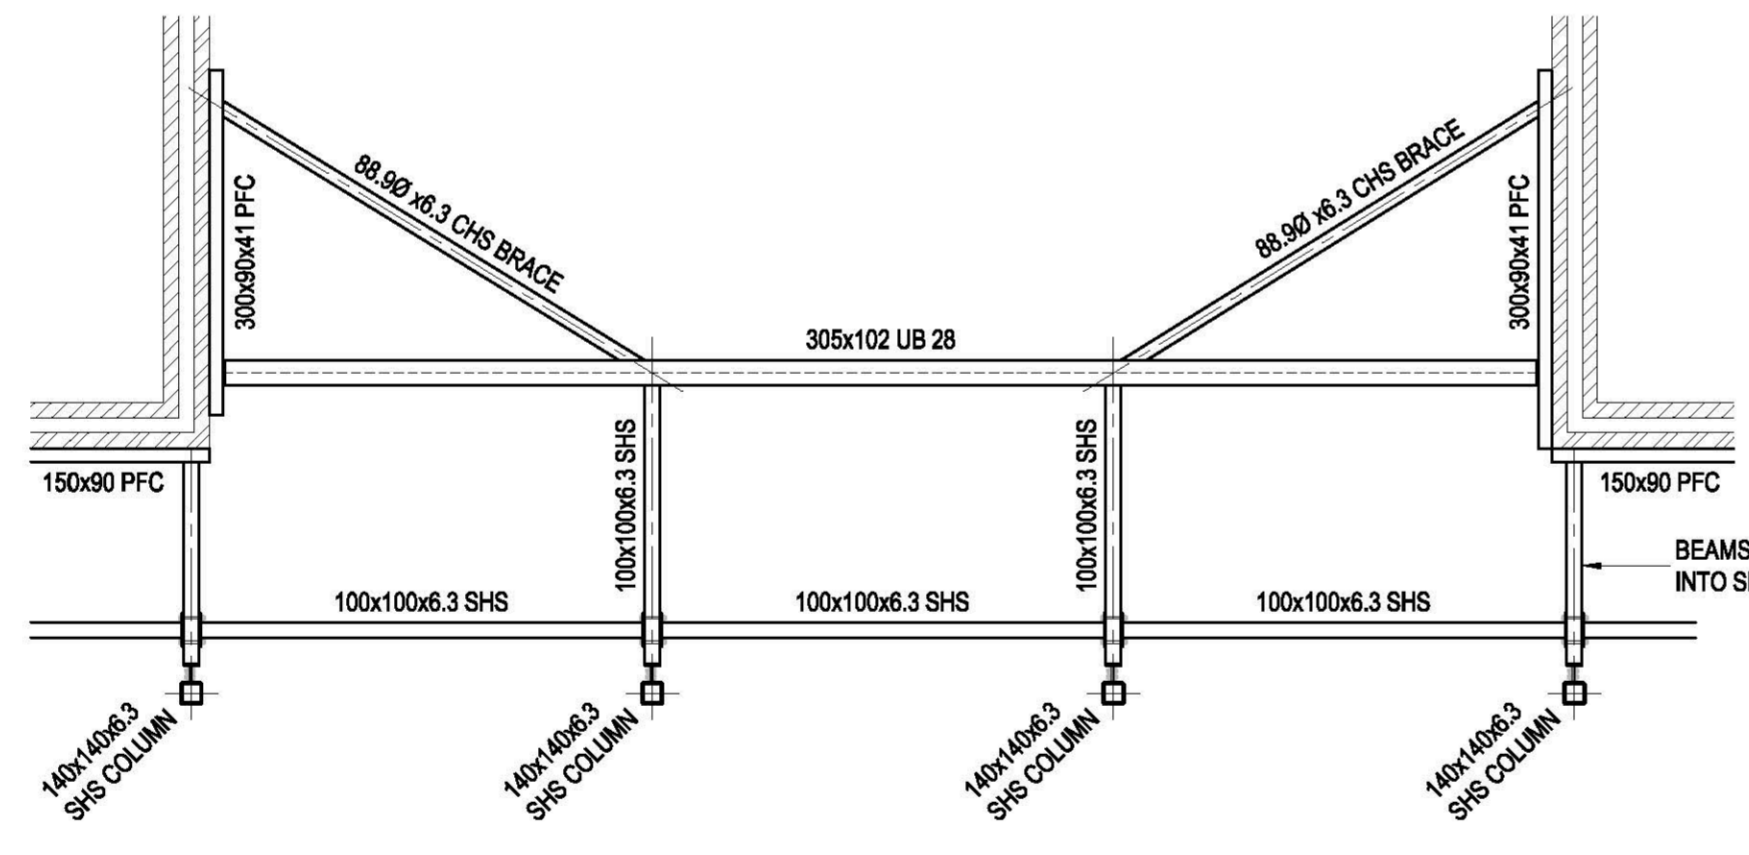 88.9Ø x6.3 CHS BRACE
88.9Ø x6.3 CHS BRACE
300x90x41 PFC
300x90x41 PFC
305x102 UB 28
100x100x6.3 SHS
100x100x6.3 SHS
150x90 PFC
150x90 PFC
BEAMS
INTO
100x100x6.3 SHS
100x100x6.3 SHS
100x100x6.3 SHS
140x140x6.3
SHS COLUMN
140x140x6.3
SHS COLUMN
140x140x6.3
SHS COLUMN
140x140x6.3
SHS COLUMN